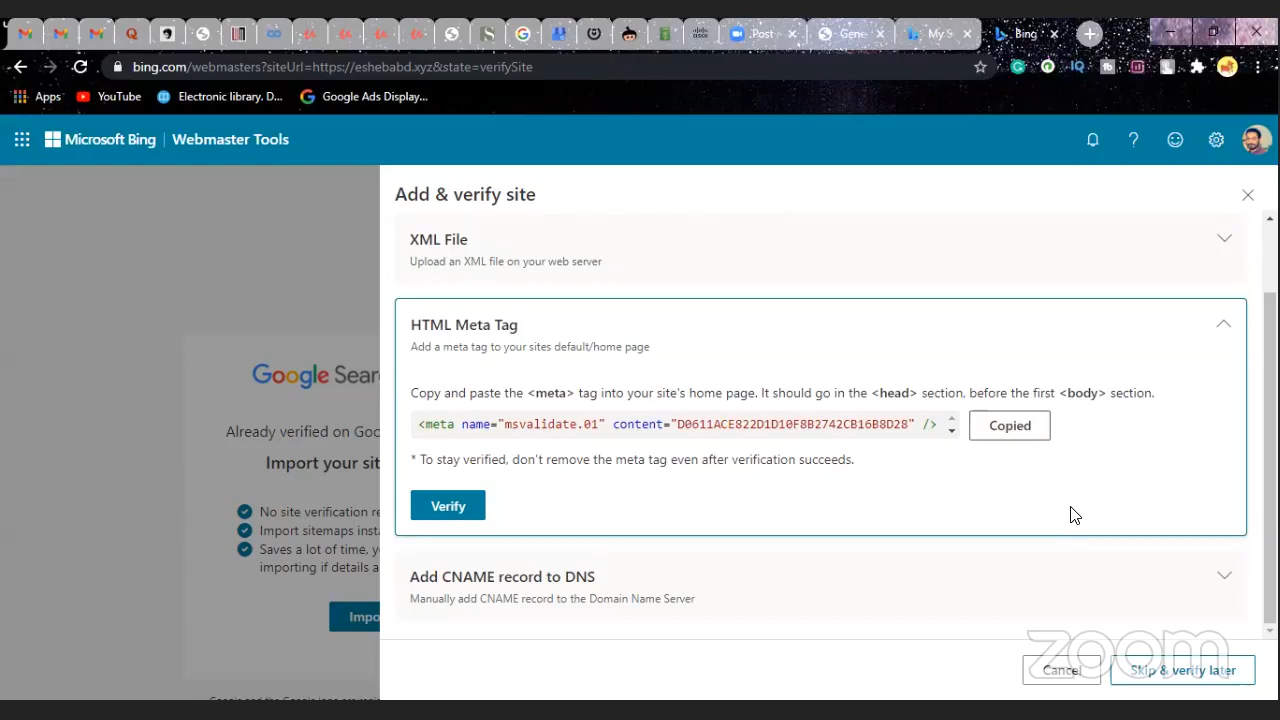 Post
Gene
My S
Bing
bing.com/webmasters?siteUrl=https://eshebabd.xyz&state=verifySite
Apps
YouTube
Electronic library. D...
Google Ads Display...
Microsoft Bing
Webmaster Tools
Add & verify site
XML File
Upload an XML file on your web server
HTML Meta Tag
Add a meta tag to your sites default/home page
Copy and paste the <meta> tag into your site's home page. It should go in the <head> section, before the first <body> section.
<meta name="msvalidate.01" content="D0611ACE822D1D10F8B2742CB16B8D28" />
Copied
* To stay verified, don't remove the meta tag even after verification succeeds.
Verify
Add CNAME record to DNS
Manually add CNAME record to the Domain Name Server
Cancel
Skip & verify later
zoom
Google Sear
Already verified on Goo
Import your sit
No site verification re
Import sitemaps insta
Saves a lot of time, y
importing if details a
Impo